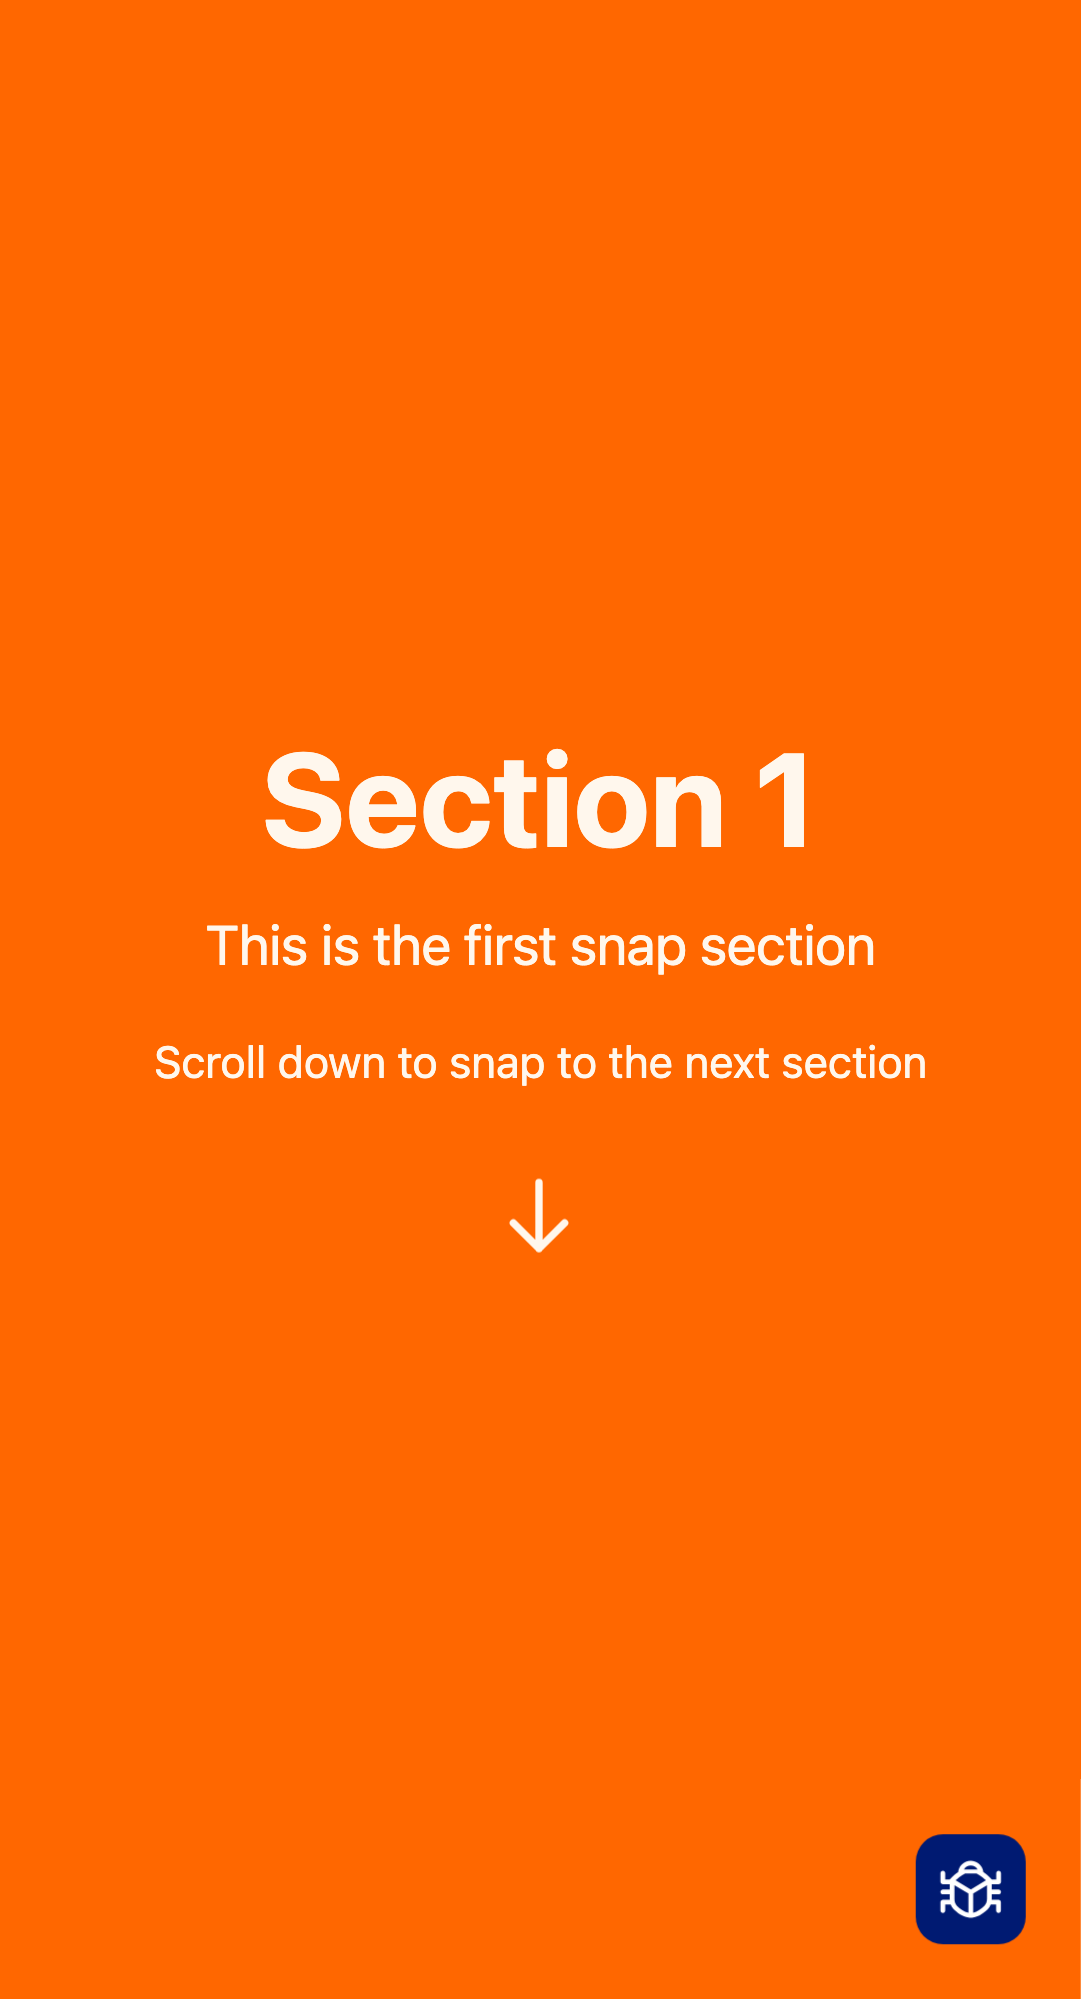 Section 1
This is the first snap section
Scroll down to snap to the next section